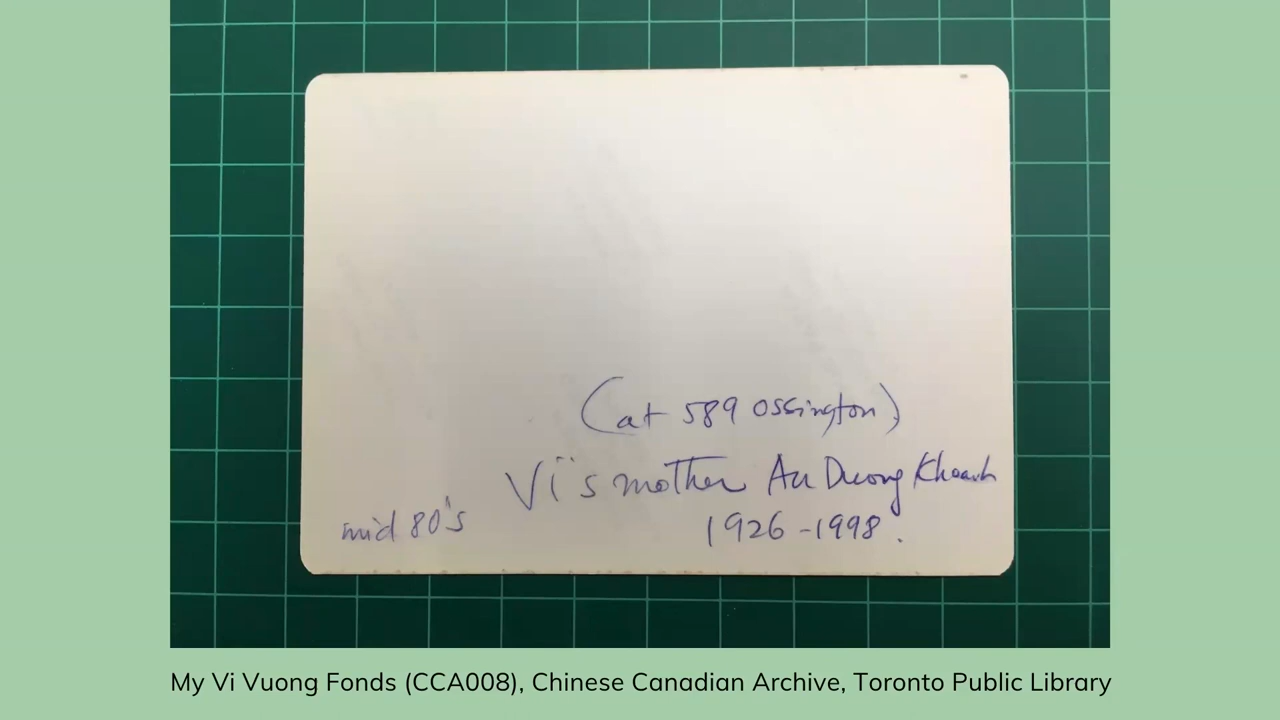 (at 589 Ossington)
Vi's mother Au Duong Khoanh
mid 80's 1926-1998.
My Vi Vuong Fonds (CCA008), Chinese Canadian Archive, Toronto Public Library